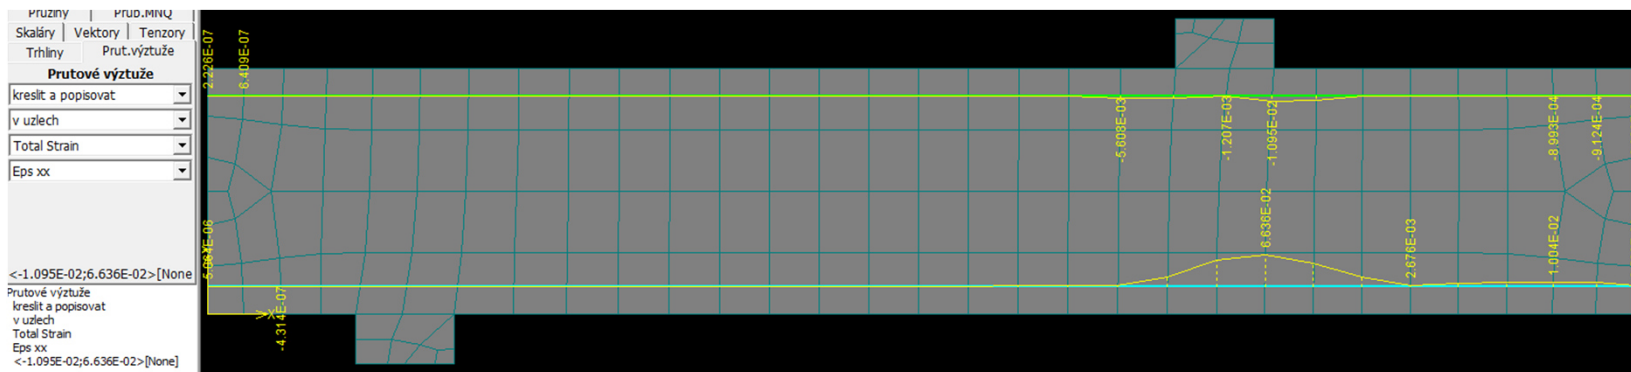 Pružiny
Prub.MNQ
Skaláry
Vektory
Tenzory
Trhliny
Prut.výztuže
Prutové výztuže
kreslit a popisovat
v uzlech
Total Strain
Eps xx
<-1.095E-02;6.636E-02>[None
Prutové výztuže
kreslit a popisovat
v uzlech
Total Strain
Eps xx
<-1.095E-02;6.636E-02>[None]
2.226E-07
6.409E-07
-5.608E-03
-1.207E-03
-1.095E-02
-8.993E-04
-9.124E-04
6.636E-02
2.676E-03
1.004E-02
-4.314E-07
X